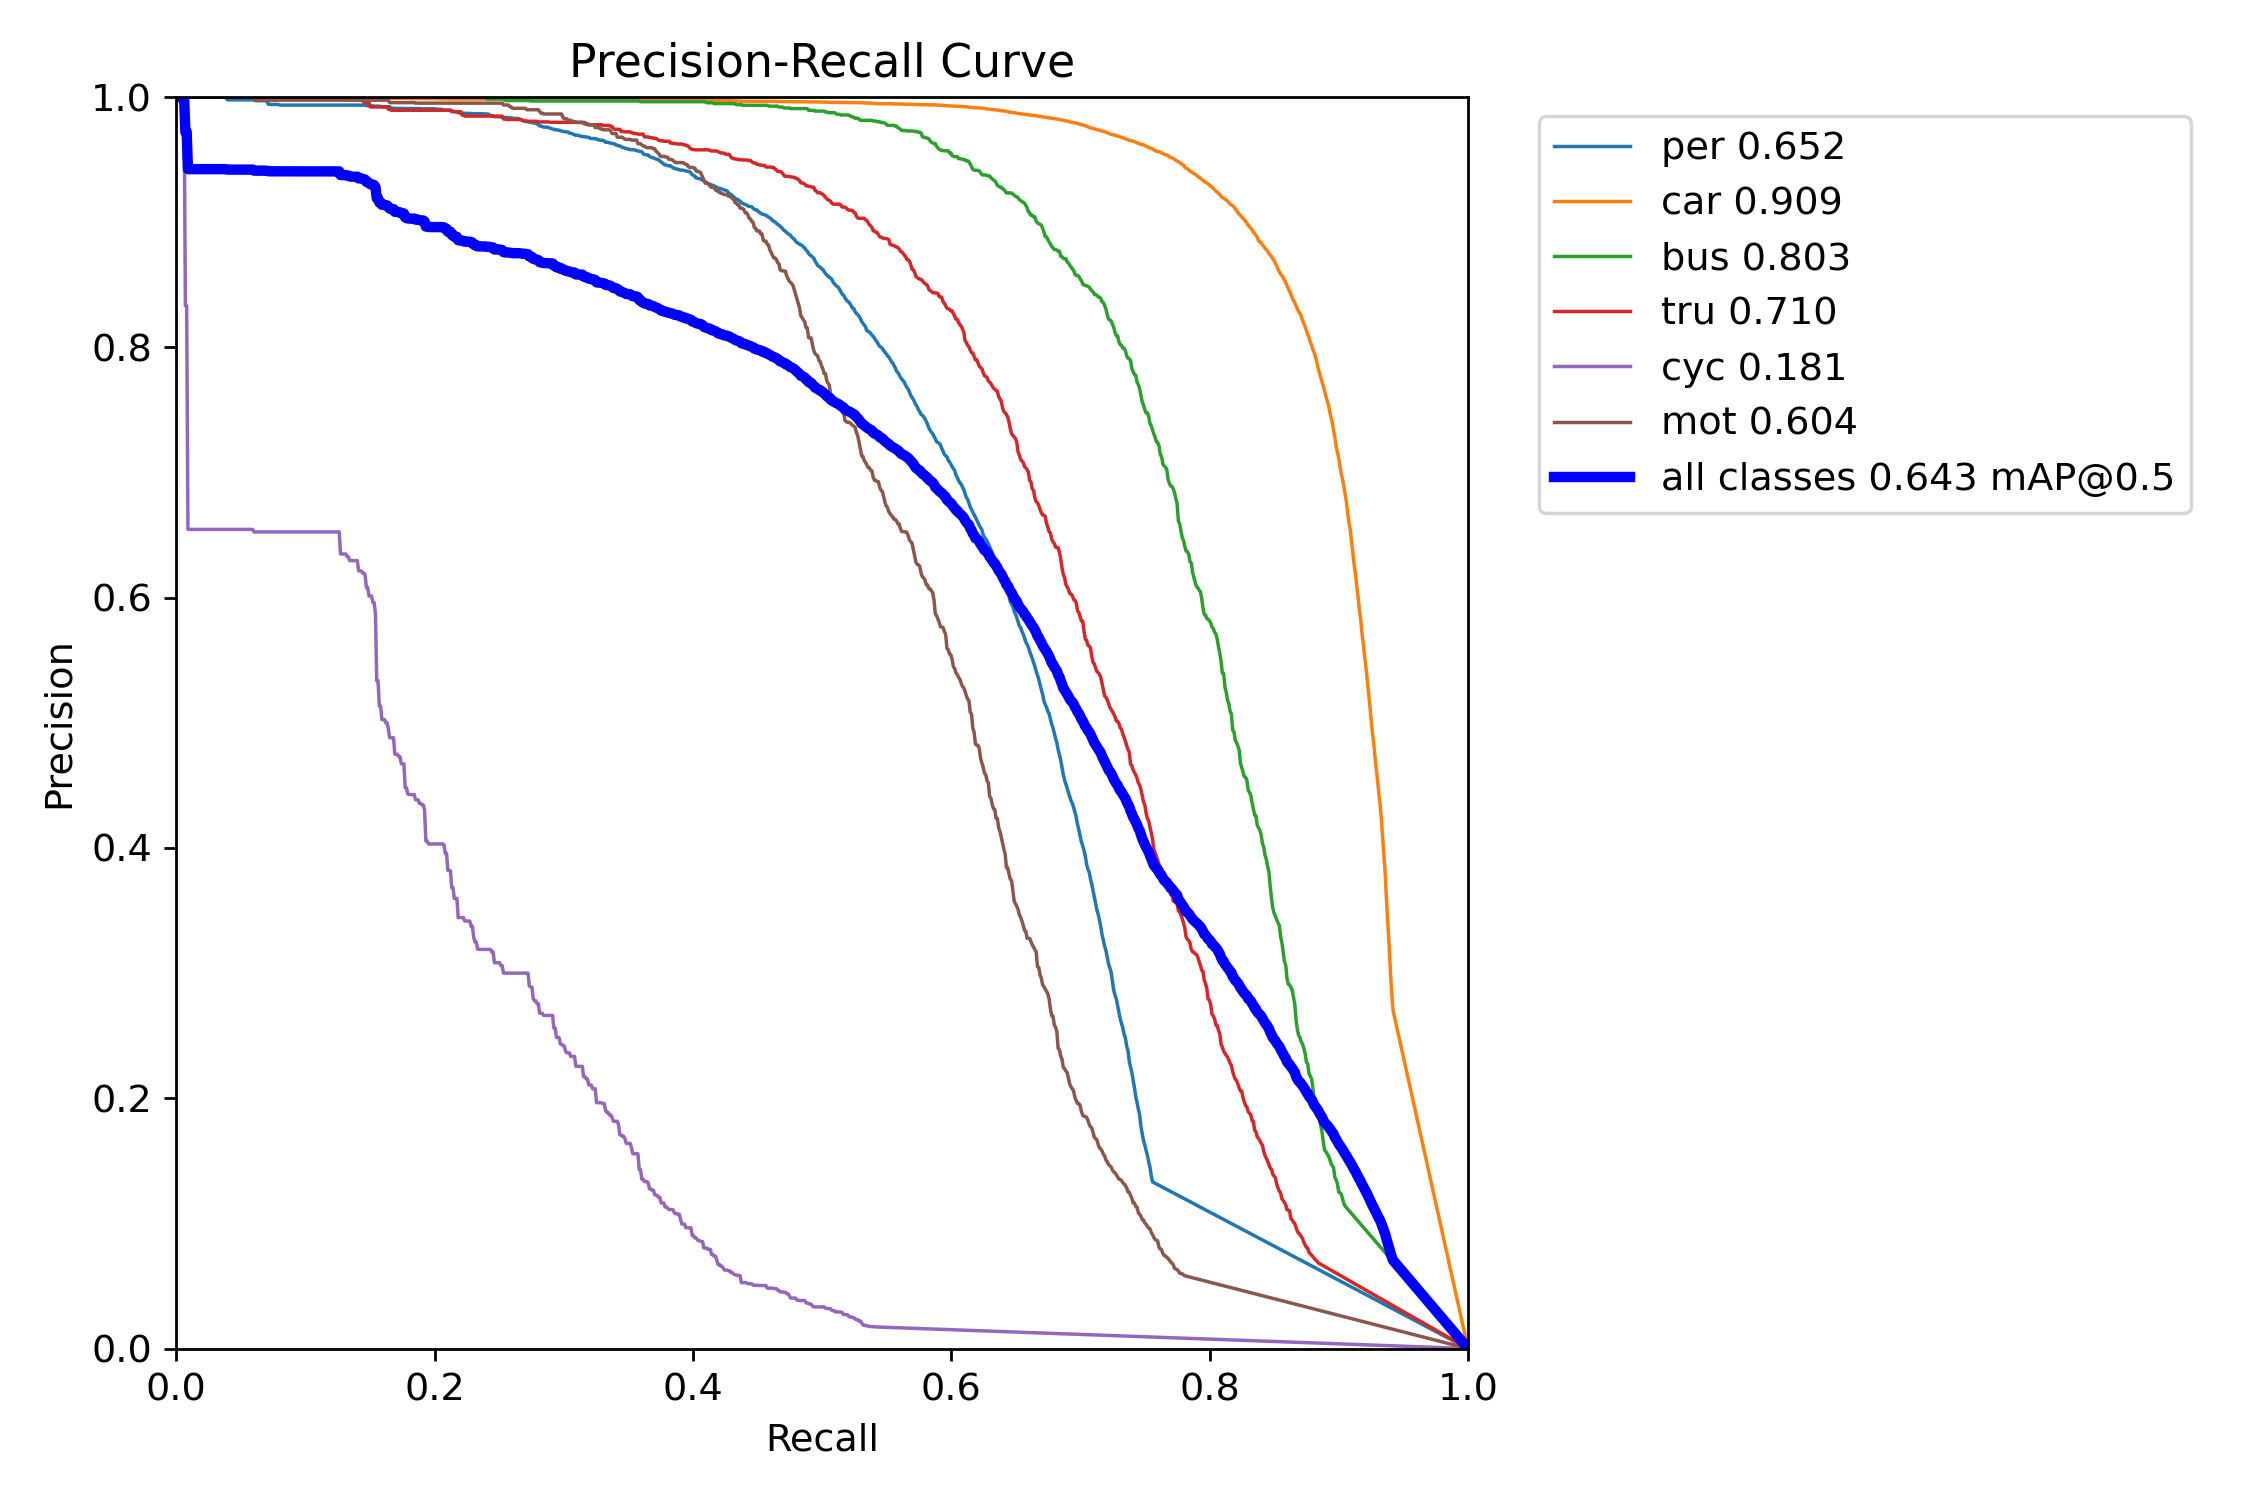 Precision-Recall Curve
1.0
0.8
0.6
0.4
0.2
0.0
Precision
0.0 0.2 0.4 0.6 0.8 1.0
Recall
per 0.652
car 0.909
bus 0.803
tru 0.710
cyc 0.181
mot 0.604
all classes 0.643 mAP@0.5